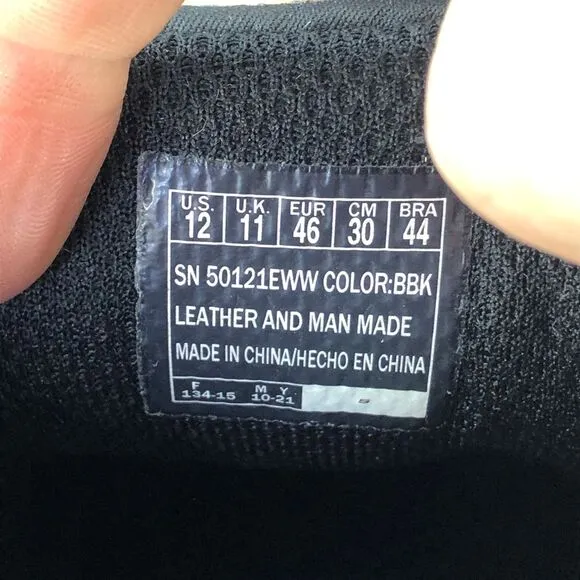 U.S. U.K. EUR CM BRA
12 11 46 30 44
SN 50121EWW COLOR:BBK
LEATHER AND MAN MADE
MADE IN CHINA/HECHO EN CHINA
F M Y
134-15 10-21